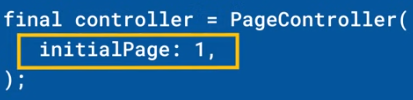 final controller = PageController(
initialPage: 1,
);